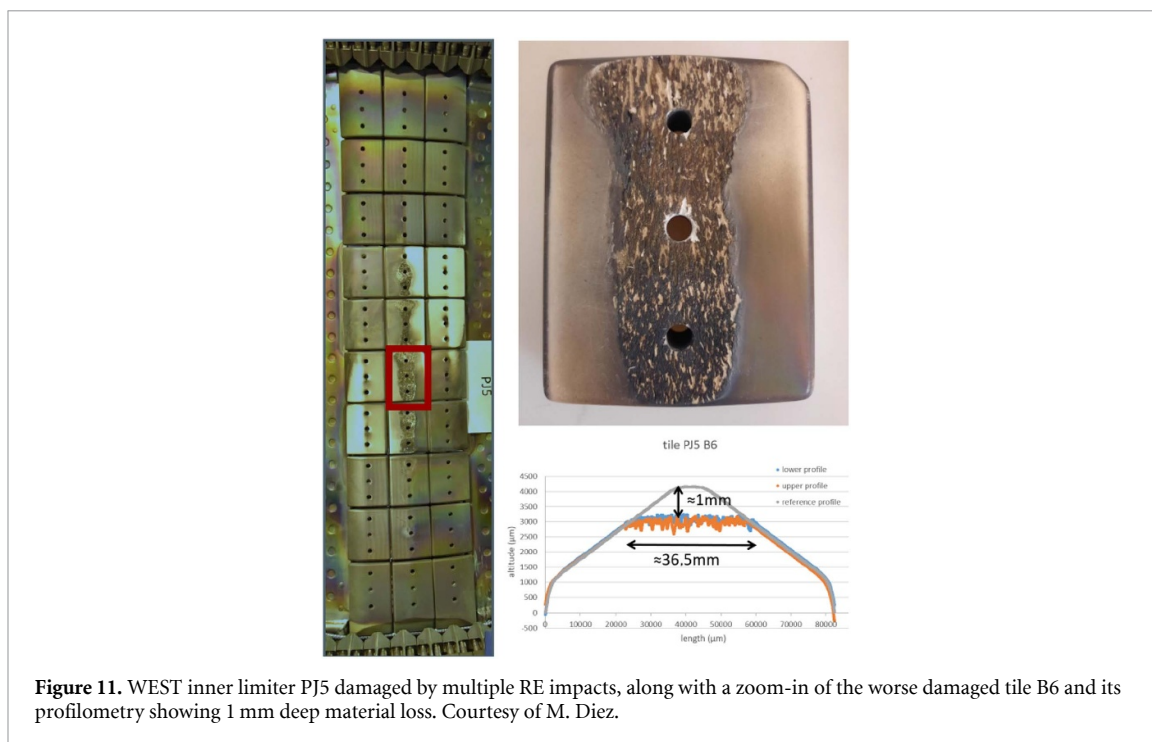 PJ5
tile PJ5 B6
lower profile
upper profile
reference profile
4500
4000
3500
3000
2500
2000
1500
1000
500
0
-500
altitude (µm)
≈1mm
≈36,5mm
0 10000 20000 30000 40000 50000 60000 70000 80000
length (µm)
Figure 11. WEST inner limiter PJ5 damaged by multiple RE impacts, along with a zoom-in of the worse damaged tile B6 and its
profilometry showing 1 mm deep material loss. Courtesy of M. Diez.